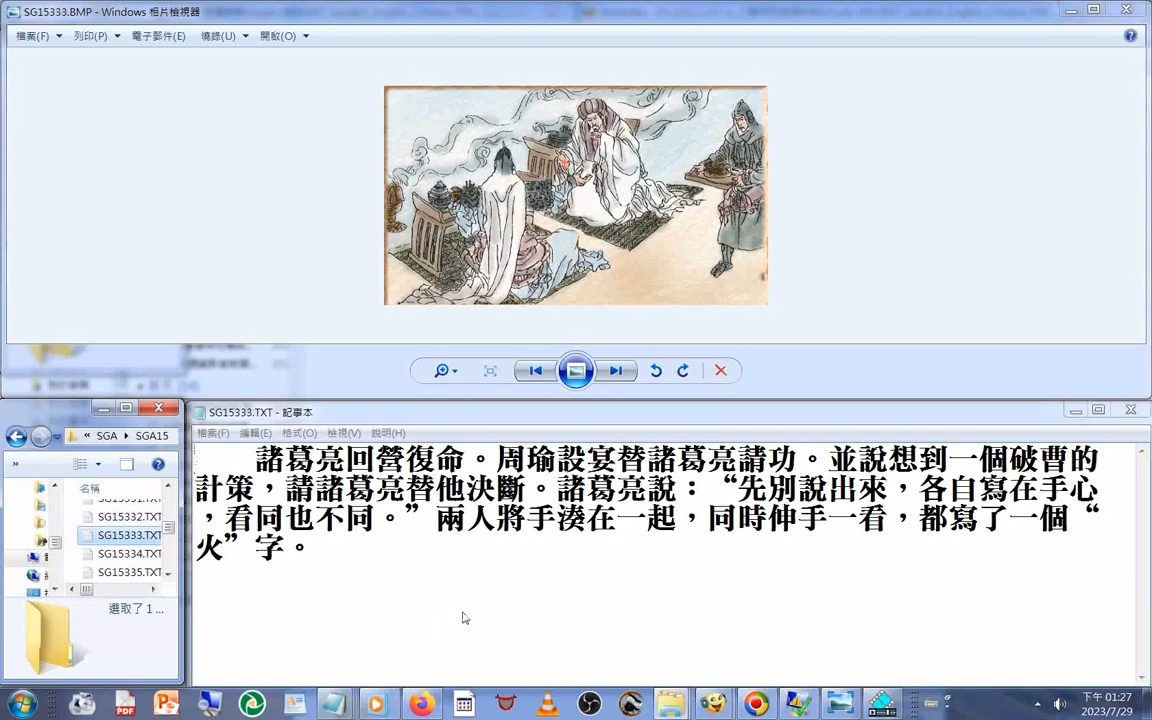 SG15333.BMP - Windows 相片檢視器
檔案(F) 列印(P) 電子郵件(E) 燒錄(U) 開啟(O)
« SGA ▸ SGA15
»
名稱
SG15332.TXT
SG15333.TXT
SG15334.TXT
SG15335.TXT
選取了 1 ...
SG15333.TXT - 記事本
檔案(F) 編輯(E) 格式(O) 檢視(V) 說明(H)
諸葛亮回營復命。周瑜設宴替諸葛亮請功。並說想到一個破曹的
計策，請諸葛亮替他決斷。諸葛亮說：“先別說出來，各自寫在手心
，看同也不同。”兩人將手湊在一起，同時伸手一看，都寫了一個“
火”字。
下午 01:27
2023/7/29